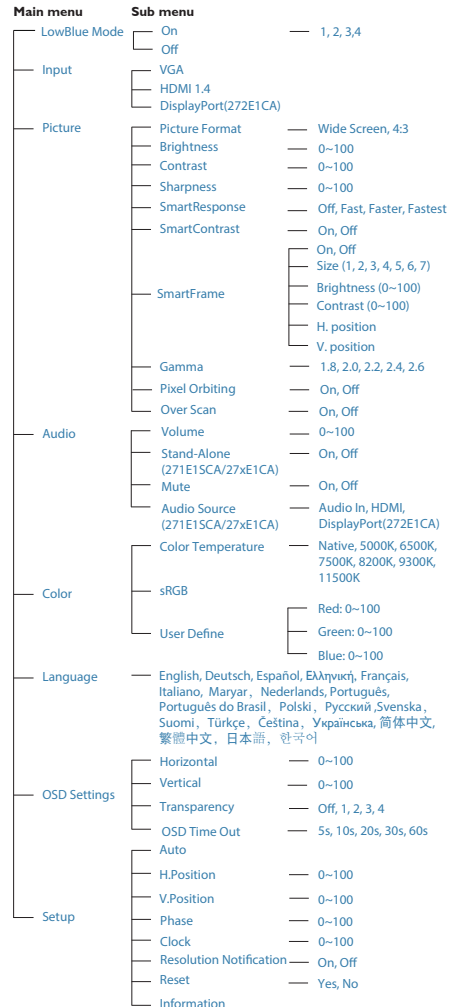 Main menu Sub menu
LowBlue Mode On 1, 2, 3,4
Off
Input VGA
HDMI 1.4
DisplayPort(272E1CA)
Picture Picture Format Wide Screen, 4:3
Brightness 0~100
Contrast 0~100
Sharpness 0~100
SmartResponse Off, Fast, Faster, Fastest
SmartContrast On, Off
On, Off
Size (1, 2, 3, 4, 5, 6, 7)
SmartFrame Brightness (0~100)
Contrast (0~100)
H. position
V. position
Gamma 1.8, 2.0, 2.2, 2.4, 2.6
Pixel Orbiting On, Off
Over Scan On, Off
Audio Volume 0~100
Stand-Alone On, Off
(271E1SCA/27xE1CA)
Mute On, Off
Audio Source Audio In, HDMI,
(271E1SCA/27xE1CA) DisplayPort(272E1CA)
Color Temperature Native, 5000K, 6500K,
7500K, 8200K, 9300K,
11500K
Color sRGB
Red: 0~100
User Define Green: 0~100
Blue: 0~100
Language English, Deutsch, Español, Ελληνική, Français,
Italiano, Maryar, Nederlands, Português,
Português do Brasil, Polski, Русский ,Svenska,
Suomi, Türkçe, Čeština, Українська, 简体中文,
繁體中文, 日本語, 한국어
Horizontal 0~100
Vertical 0~100
OSD Settings Transparency Off, 1, 2, 3, 4
OSD Time Out 5s, 10s, 20s, 30s, 60s
Auto
H.Position 0~100
V.Position 0~100
Setup Phase 0~100
Clock 0~100
Resolution Notification On, Off
Reset Yes, No
Information